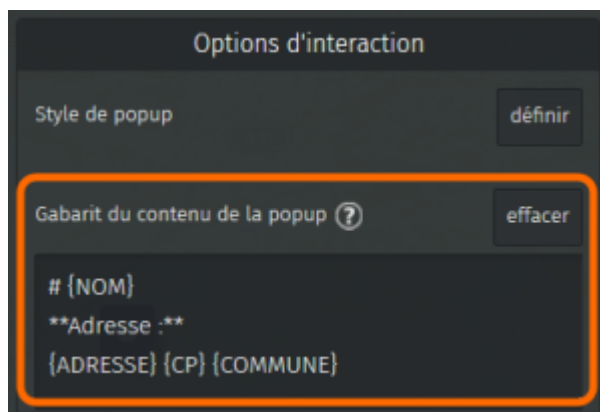 Options d'interaction
Style de popup définir
Gabarit du contenu de la popup ? effacer
# {NOM}
**Adresse :**
{ADRESSE} {CP} {COMMUNE}